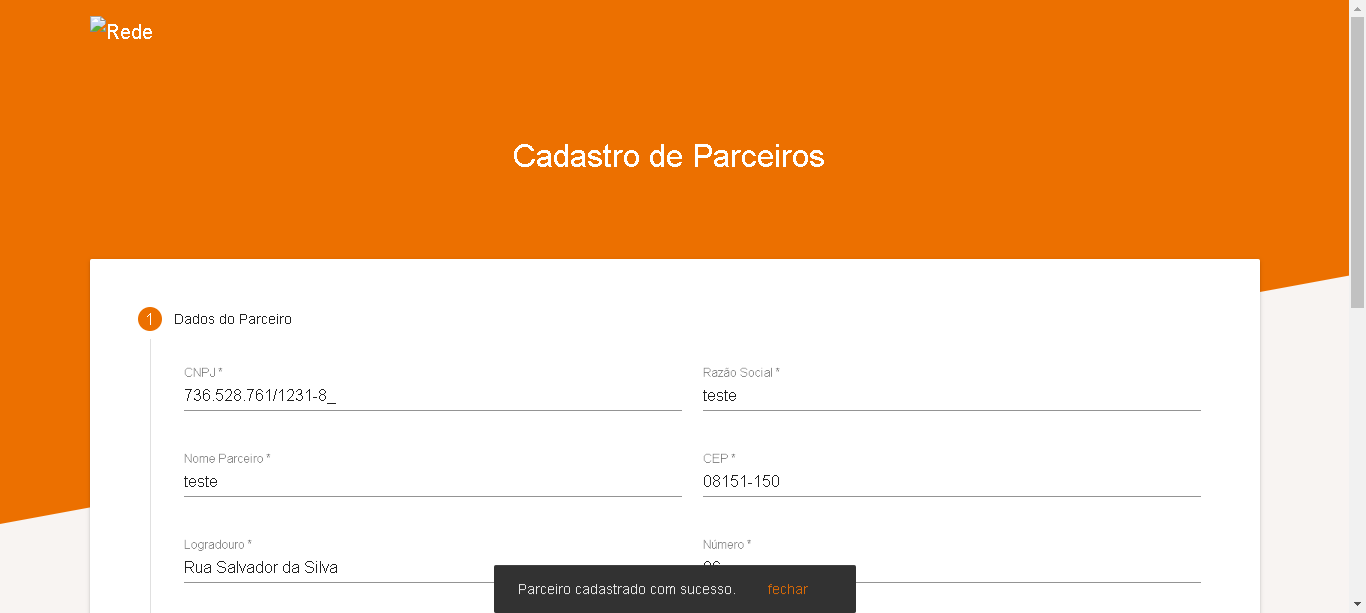 Rede
Cadastro de Parceiros
1 Dados do Parceiro
CNPJ * Razão Social *
736.528.761/1231-8_ teste
Nome Parceiro * CEP *
teste 08151-150
Logradouro * Número *
Rua Salvador da Silva
Parceiro cadastrado com sucesso. fechar